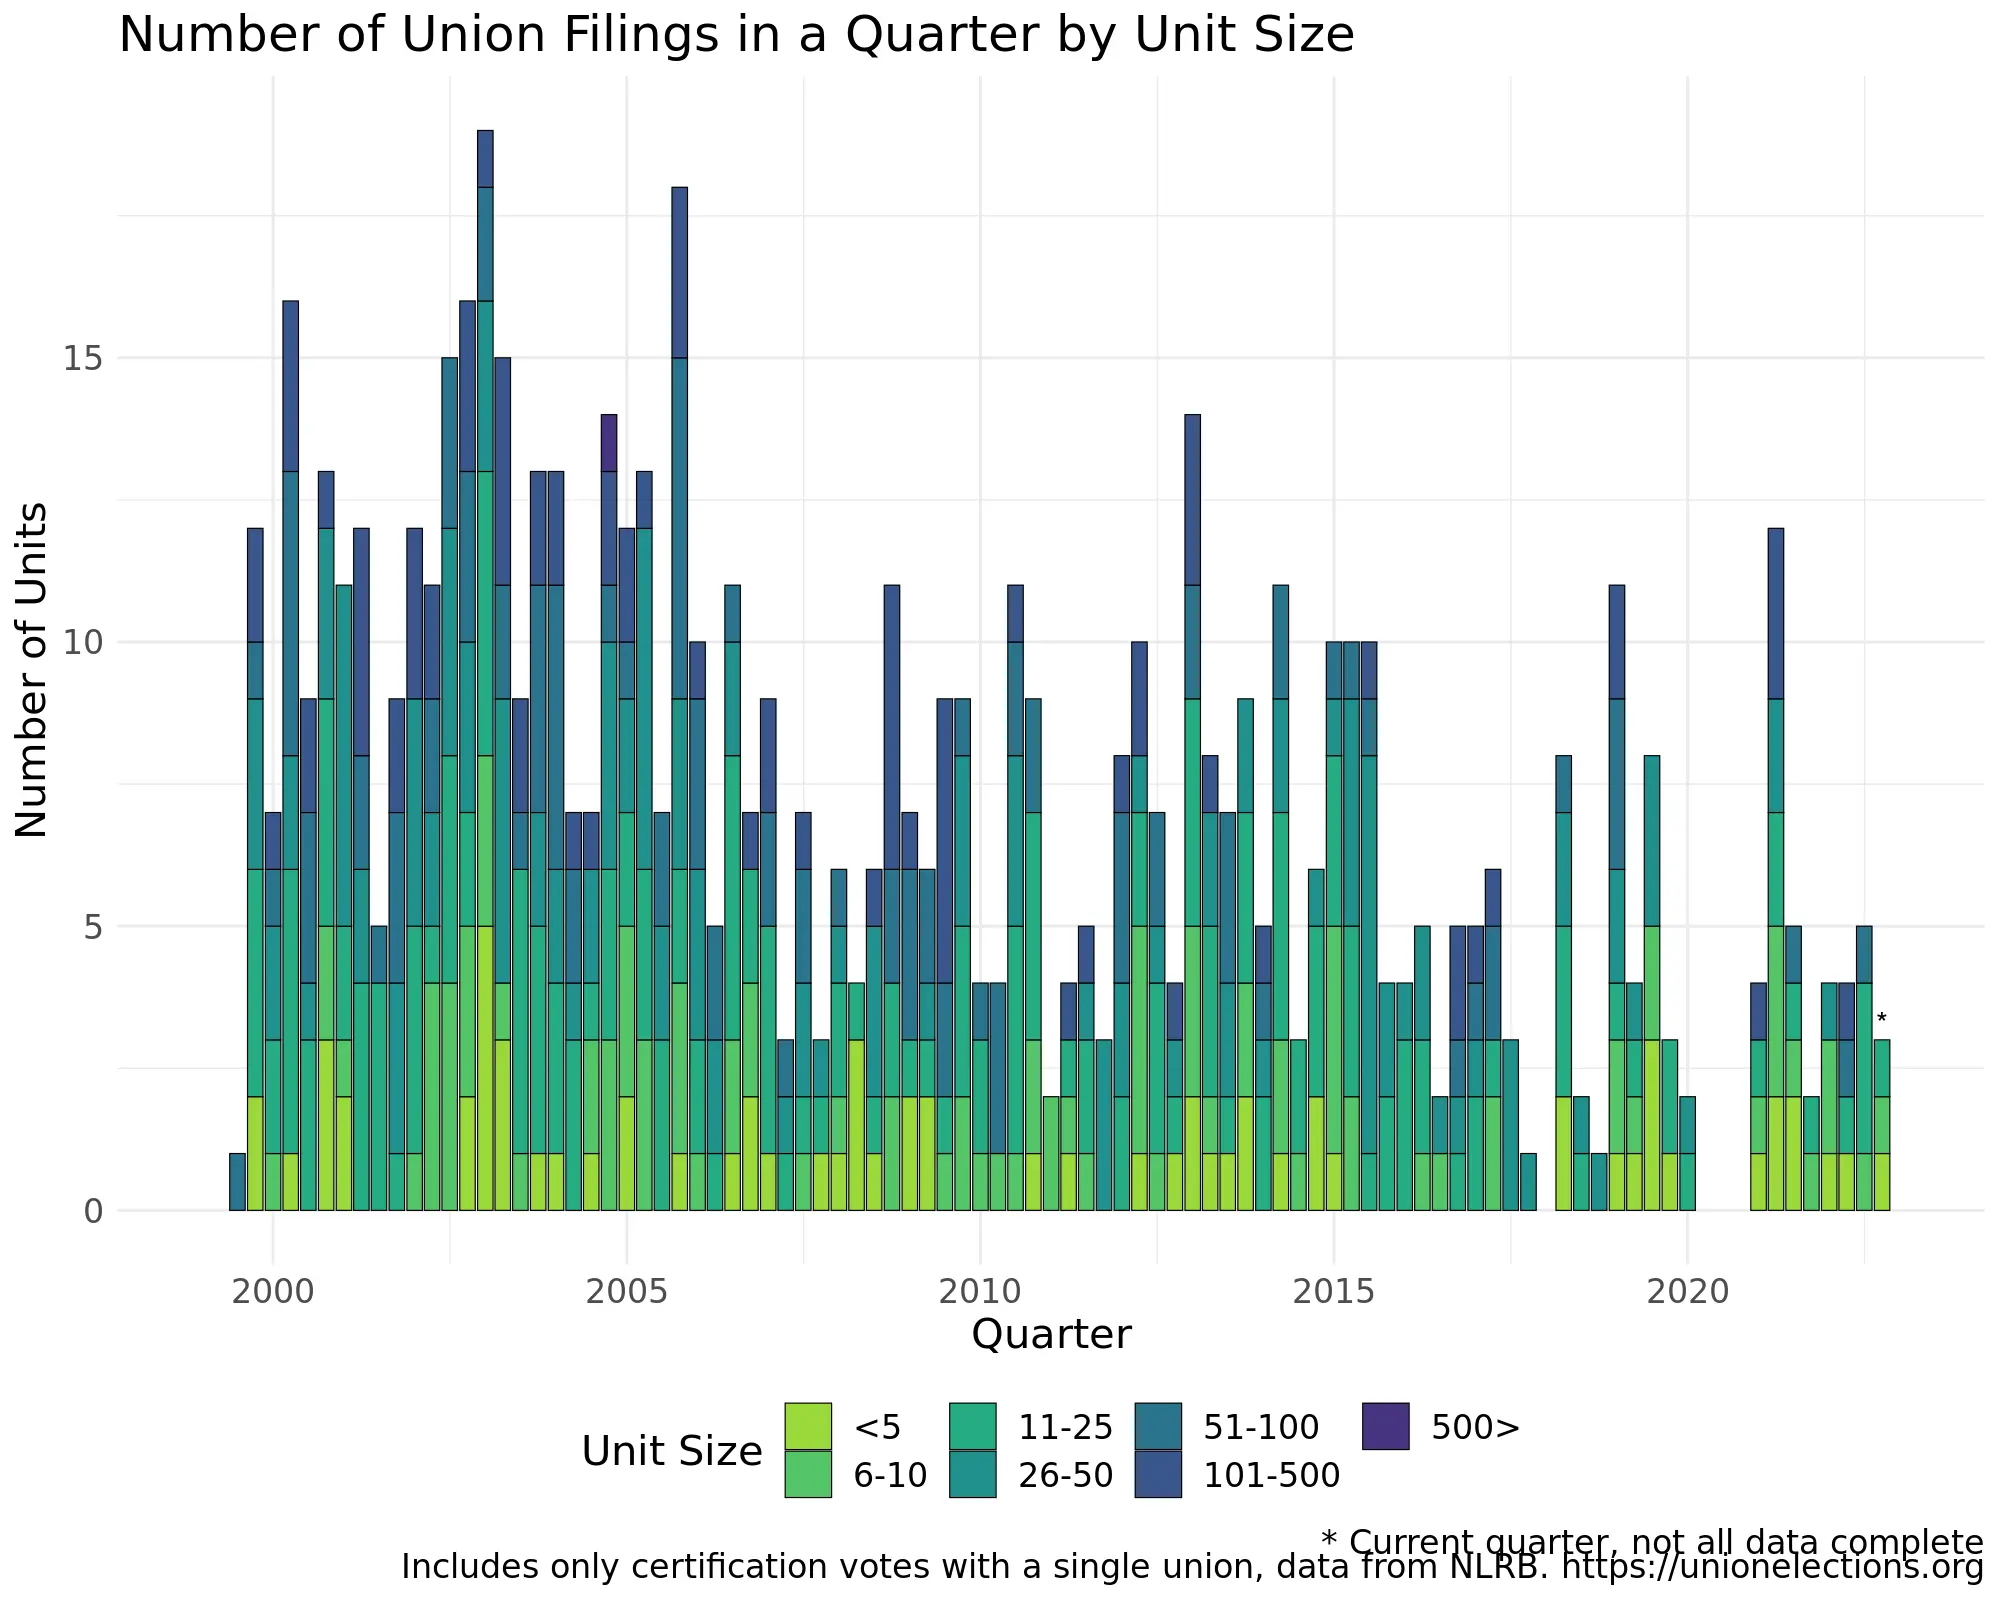 Number of Union Filings in a Quarter by Unit Size
Number of Units
15
10
5
0
*
2000 2005 2010 2015 2020
Quarter
Unit Size
<5 11-25 51-100 500>
6-10 26-50 101-500
* Current quarter, not all data complete
Includes only certification votes with a single union, data from NLRB. https://unionelections.org